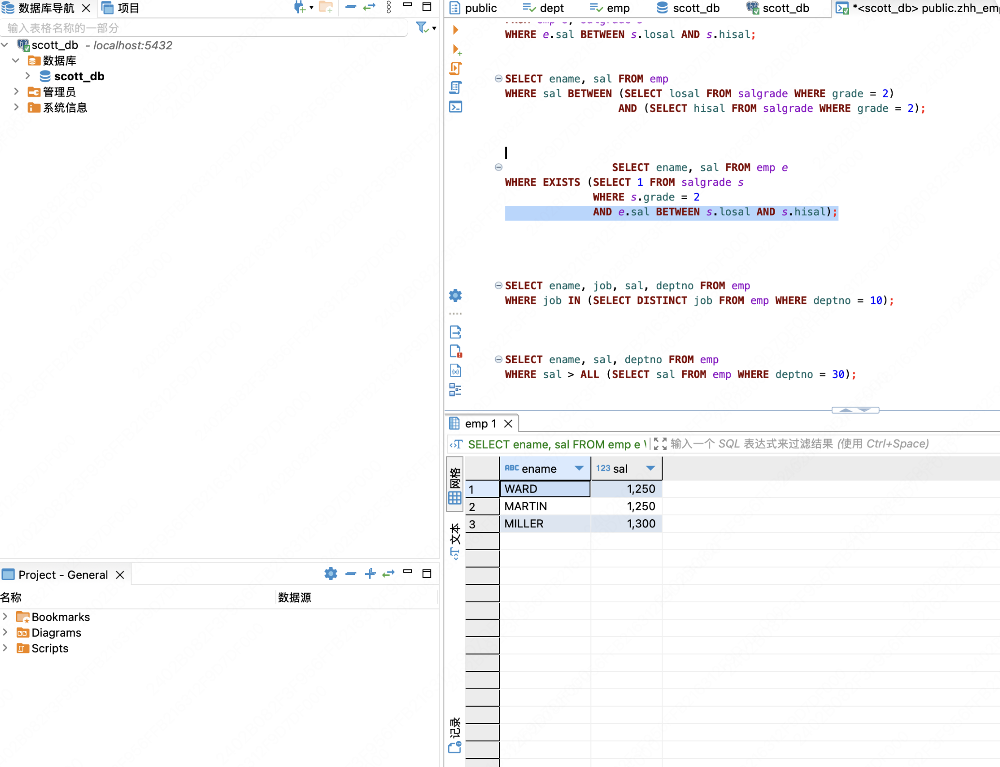 数据库导航
项目
输入表格名称的一部分
scott_db - localhost:5432
数据库
scott_db
管理员
系统信息
Project - General
名称
数据源
Bookmarks
Diagrams
Scripts
public
dept
emp
scott_db
scott_db
*<scott_db> public.zhh_em
FROM emp e, salgrade s
WHERE e.sal BETWEEN s.losal AND s.hisal;
SELECT ename, sal FROM emp
WHERE sal BETWEEN (SELECT losal FROM salgrade WHERE grade = 2)
AND (SELECT hisal FROM salgrade WHERE grade = 2);
SELECT ename, sal FROM emp e
WHERE EXISTS (SELECT 1 FROM salgrade s
WHERE s.grade = 2
AND e.sal BETWEEN s.losal AND s.hisal);
SELECT ename, job, sal, deptno FROM emp
WHERE job IN (SELECT DISTINCT job FROM emp WHERE deptno = 10);
SELECT ename, sal, deptno FROM emp
WHERE sal > ALL (SELECT sal FROM emp WHERE deptno = 30);
emp 1
SELECT ename, sal FROM emp e
输入一个 SQL 表达式来过滤结果 (使用 Ctrl+Space)
网格
文本
记录
ABC ename
123 sal
1 WARD 1,250
2 MARTIN 1,250
3 MILLER 1,300